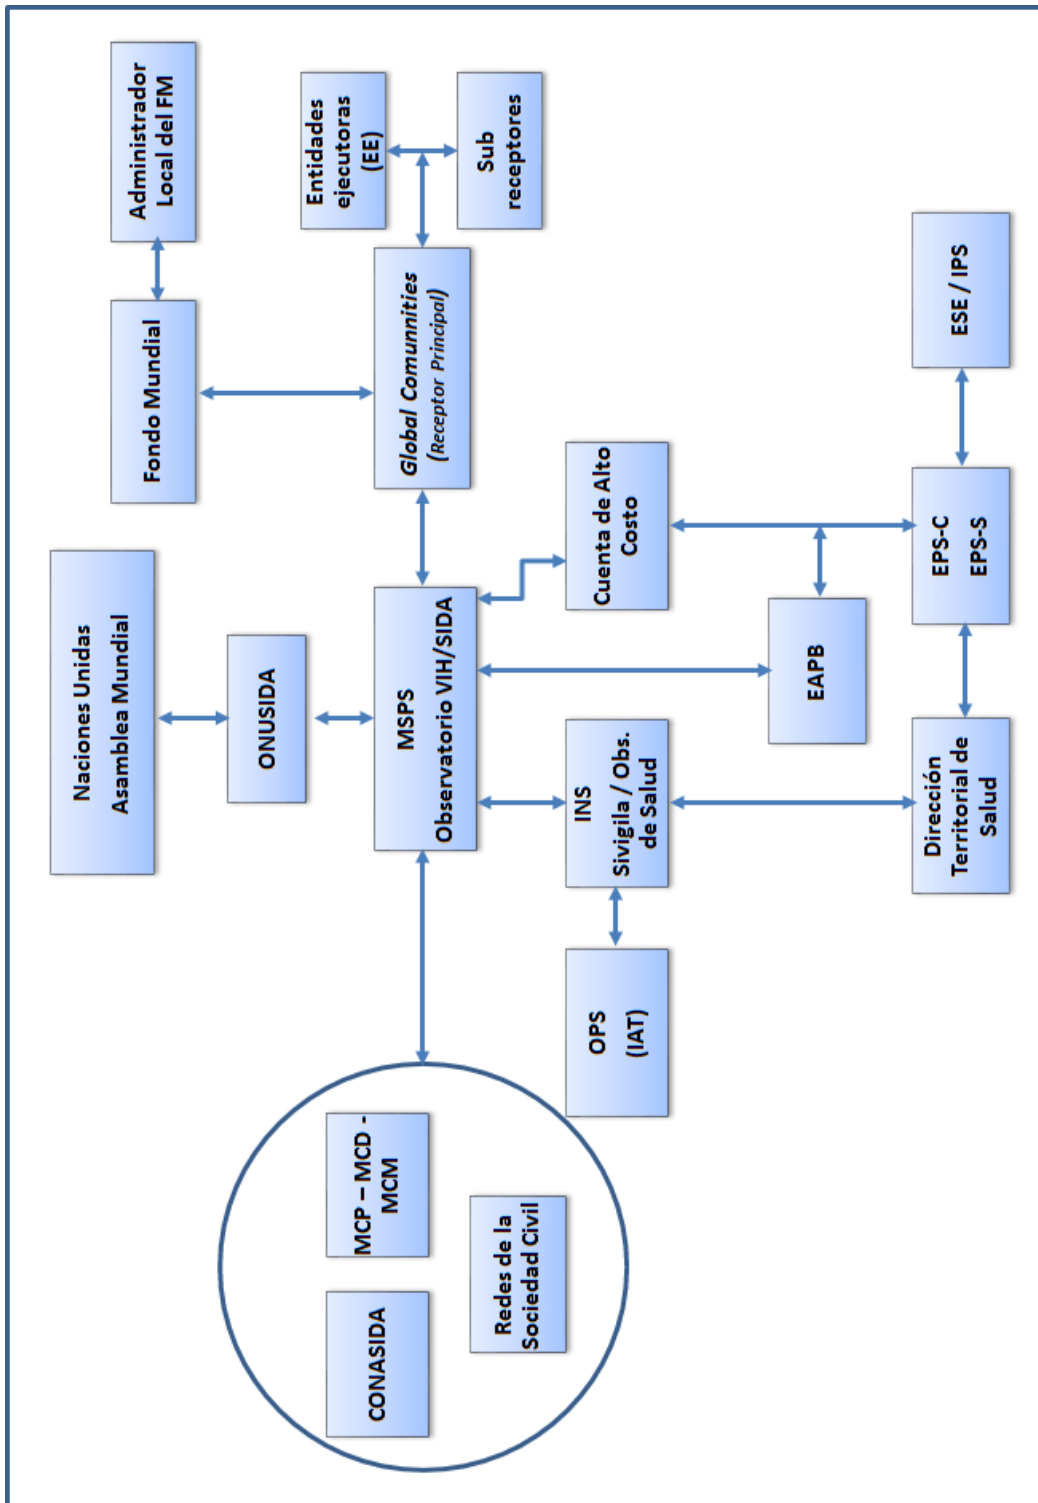 Naciones Unidas
Asamblea Mundial
Fondo Mundial
Administrador
Local del FM
ONUSIDA
Entidades
ejecutoras
(EE)
Sub
receptores
CONASIDA
MCP – MCD -
MCM
Redes de la
Sociedad Civil
MSPS
Observatorio VIH/SIDA
Global Comunnities
(Receptor Principal)
OPS
(IAT)
INS
Sivigila / Obs.
de Salud
Cuenta de Alto
Costo
EAPB
Dirección
Territorial de
Salud
EPS-C
EPS-S
ESE / IPS